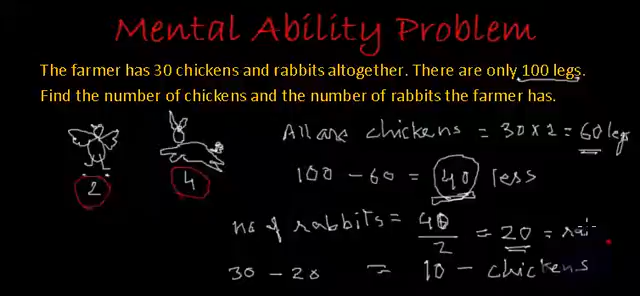 Mental Ability Problem
The farmer has 30 chickens and rabbits altogether. There are only 100 legs.
Find the number of chickens and the number of rabbits the farmer has.
2
4
All are chickens = 30 x 2 = 60 legs
100 - 60 = 40 less
no of rabbits = 40/2 = 20 =
30 - 20 = 10 - chickens